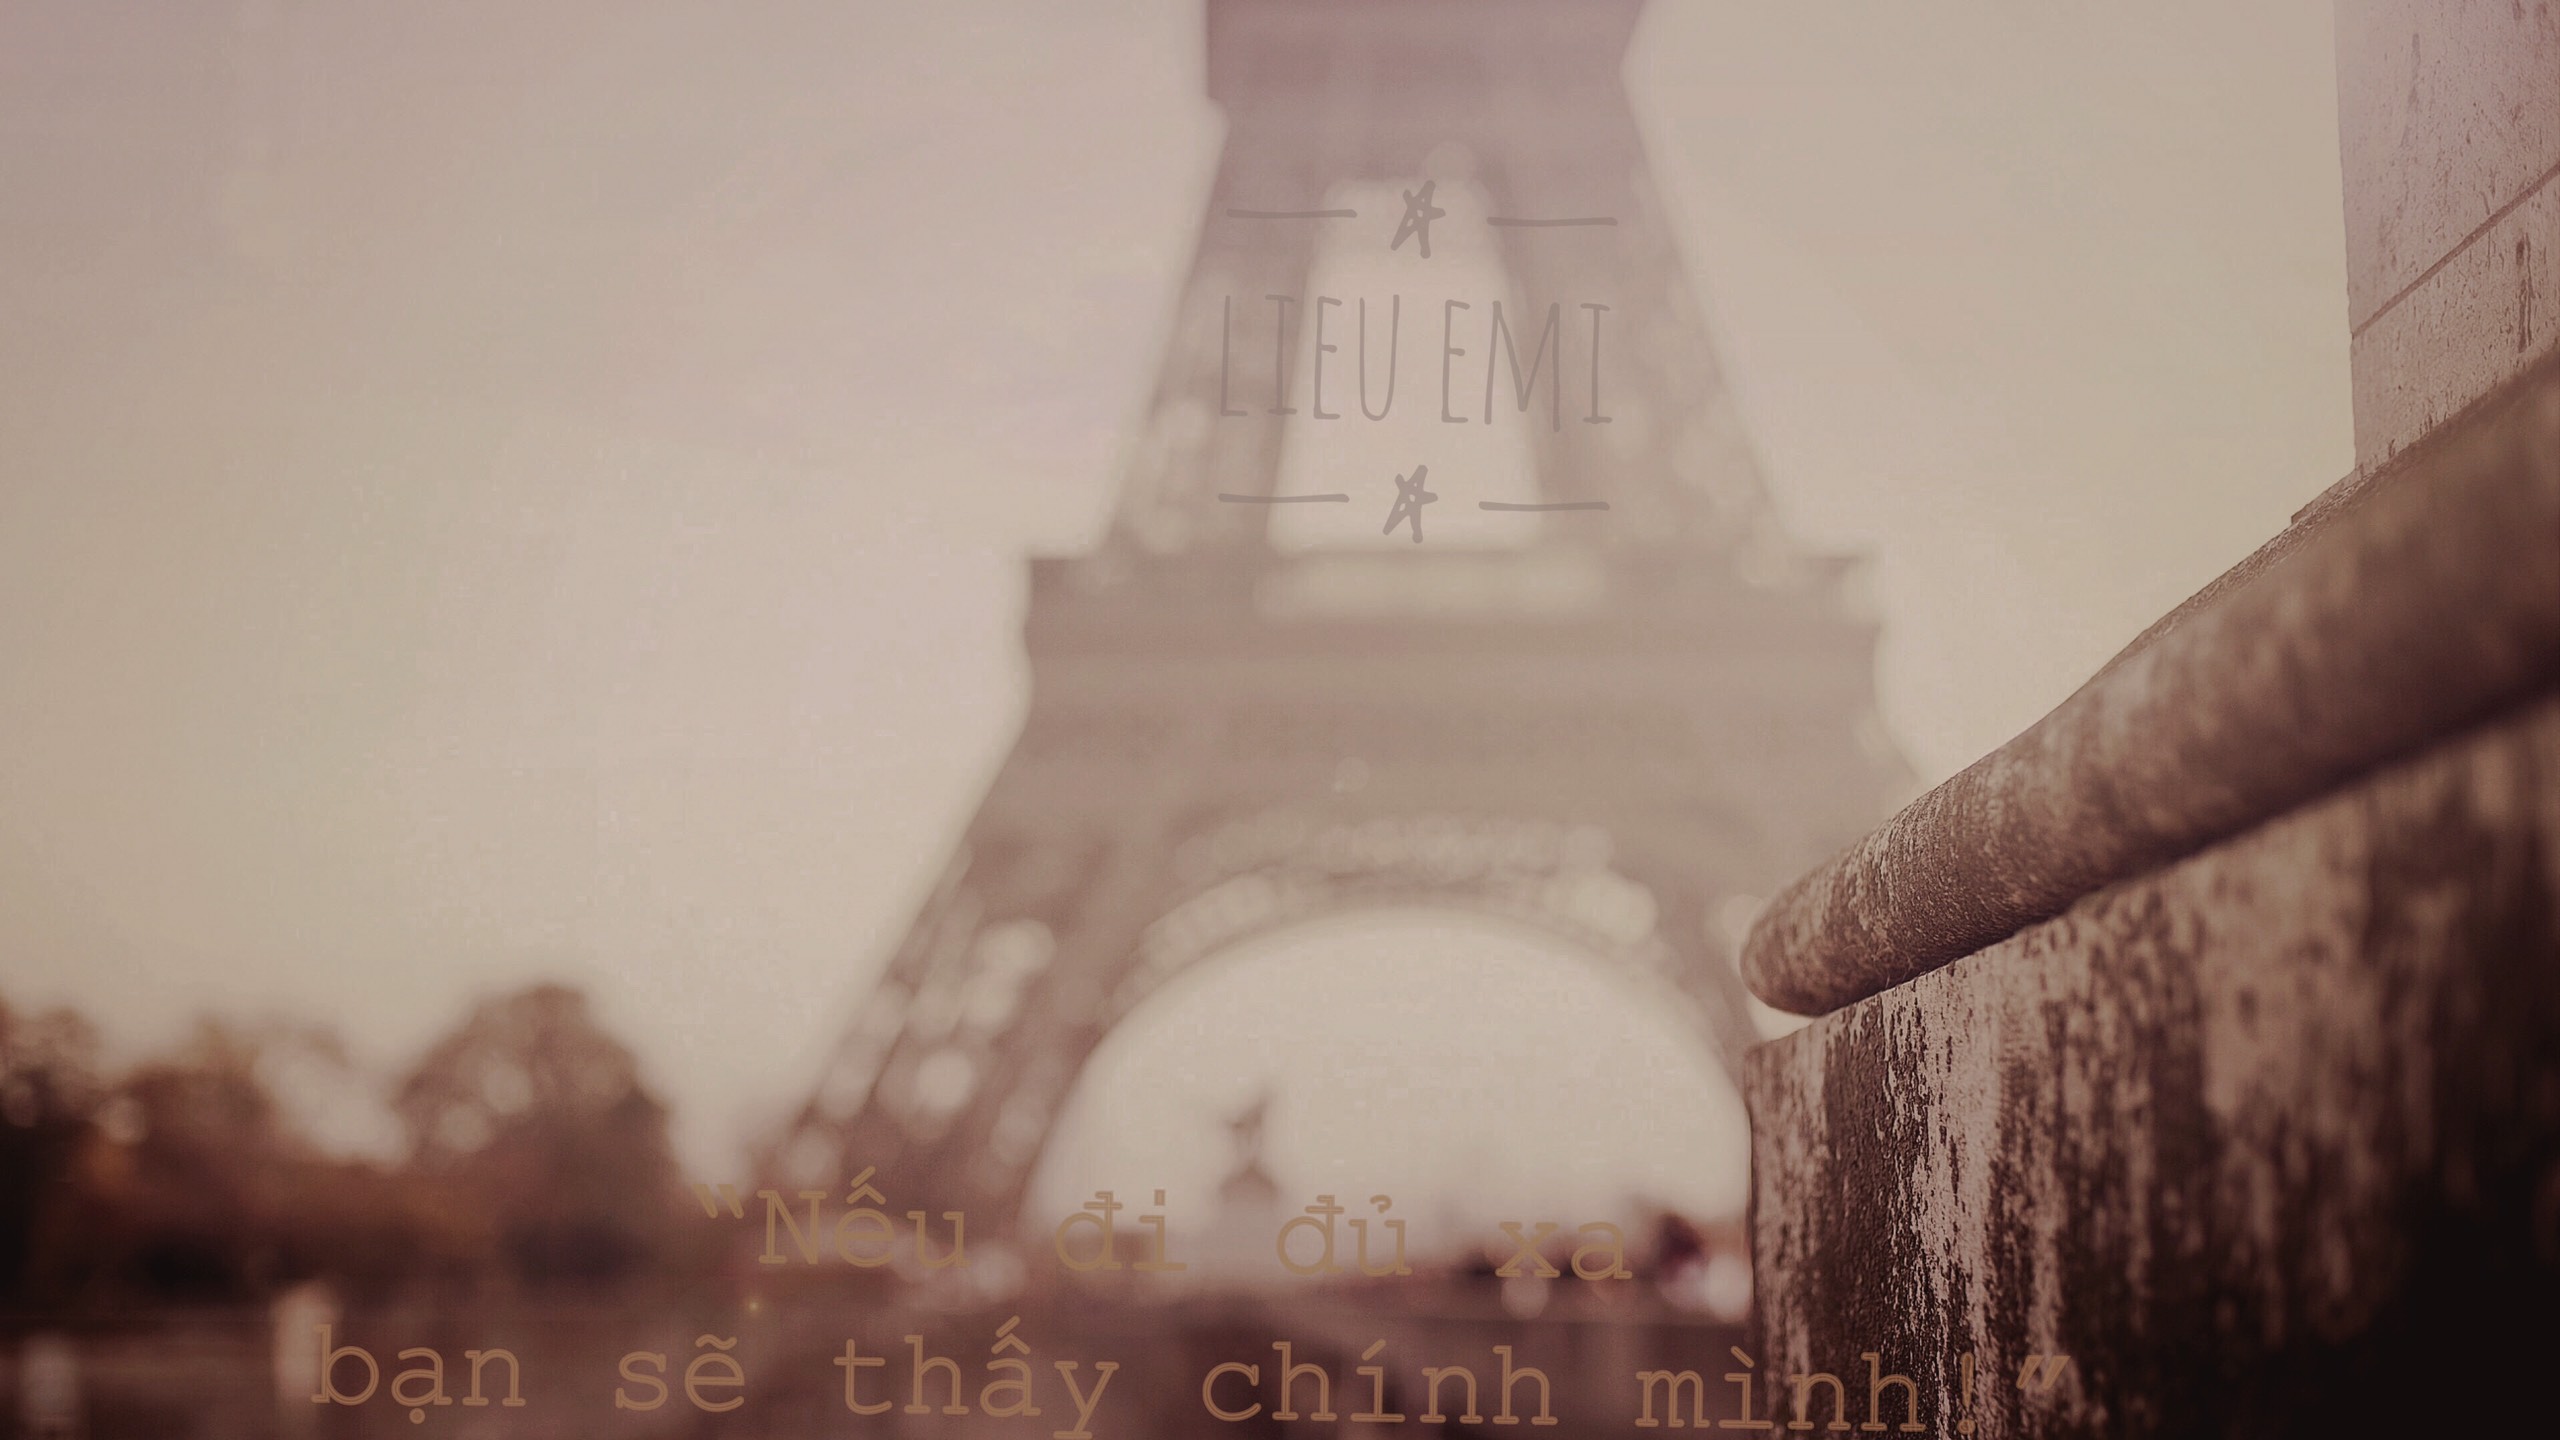 LIEU EMI
"Nếu đi đủ xa
bạn sẽ thấy chính mình!"